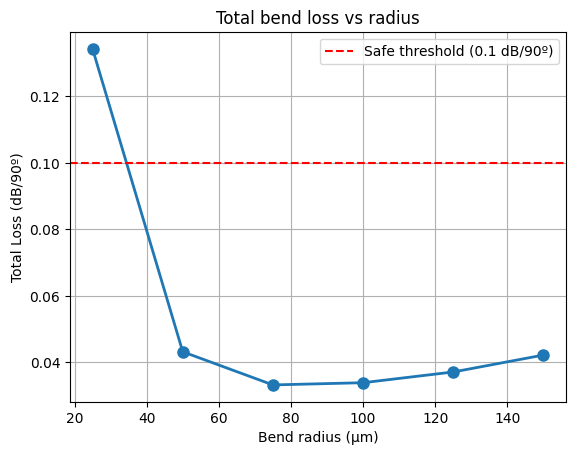 Total bend loss vs radius
Safe threshold (0.1 dB/90º)
Total Loss (dB/90º)
0.12
0.10
0.08
0.06
0.04
20 40 60 80 100 120 140
Bend radius (μm)